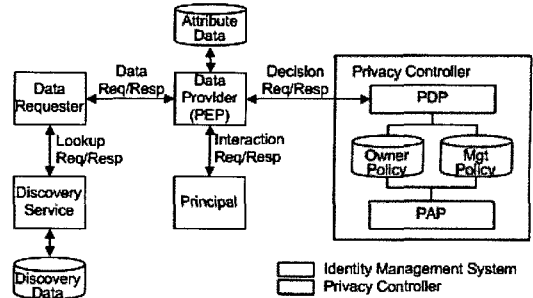 Attribute
Data
Data
Requester
Data
Req/Resp
Data
Provider
(PEP)
Decision
Req/Resp
Privacy Controller
PDP
Lookup
Req/Resp
Interaction
Req/Resp
Owner
Policy
Mgt
Policy
Discovery
Service
Principal
PAP
Discovery
Data
Identity Management System
Privacy Controller